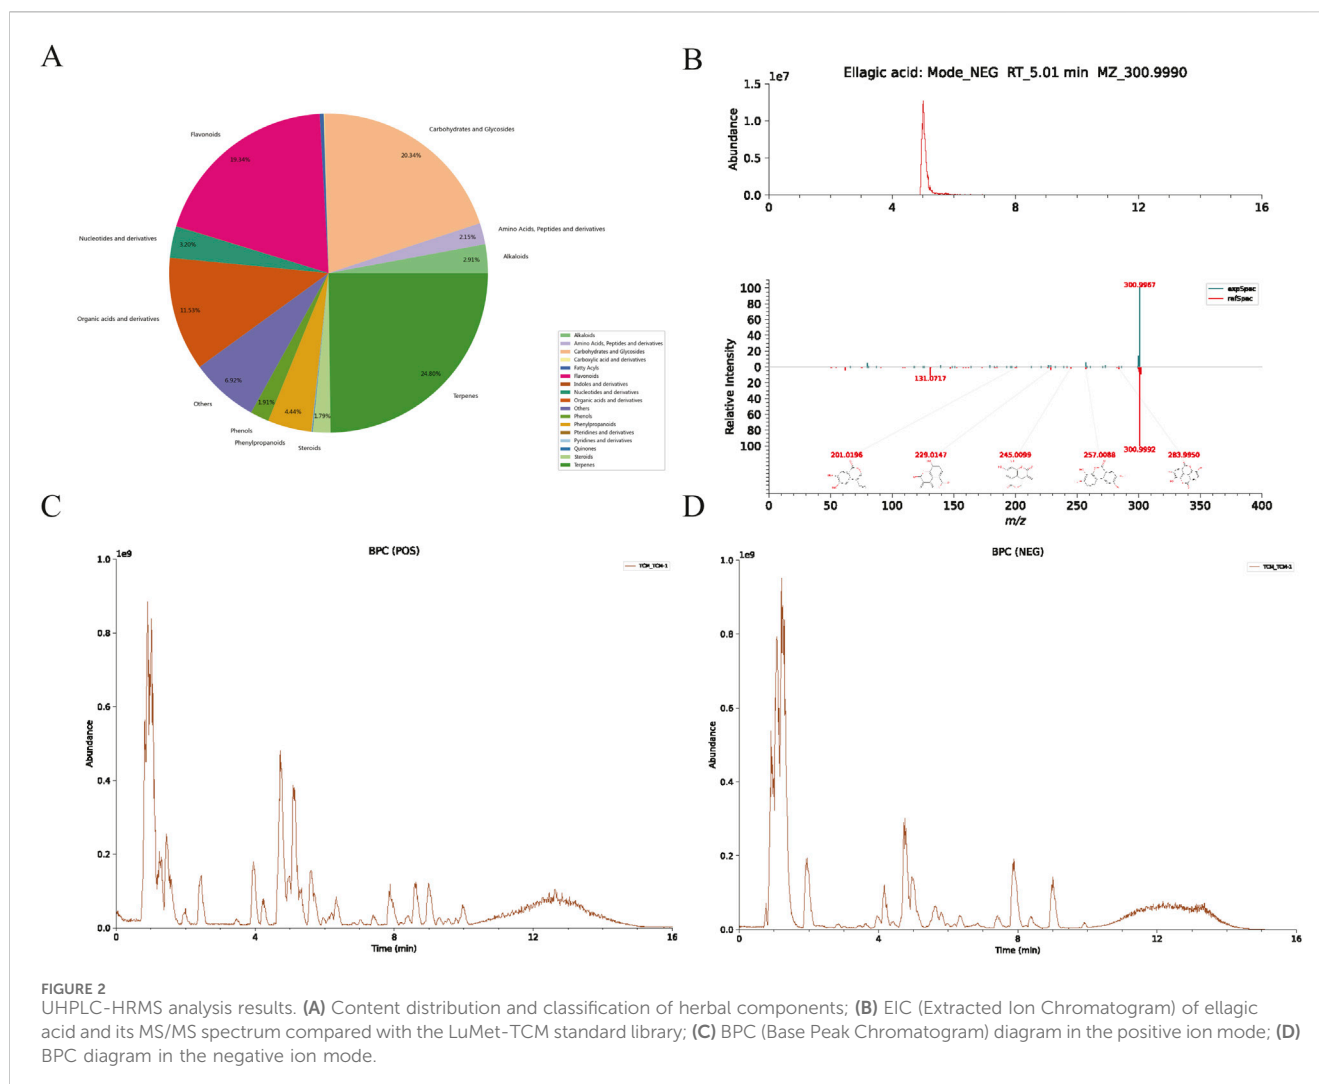 A
Flavonoids
Carbohydrates and Glycosides
19.34%
20.34%
Nucleotides and derivatives
3.20%
Amino Acids, Peptides and derivatives
2.15%
Alkaloids
2.91%
Organic acids and derivatives
11.53%
Others
6.92%
Phenols
1.91%
Phenylpropanoids
4.44%
Steroids
1.79%
Terpenes
24.80%
Alkaloids
Amino Acids, Peptides and derivatives
Carbohydrates and Glycosides
Carboxylic acid and derivatives
Fatty Acyls
Flavonoids
Indoles and derivatives
Nucleotides and derivatives
Organic acids and derivatives
Others
Phenols
Phenylpropanoids
Pteridines and derivatives
Pyridines and derivatives
Quinones
Steroids
Terpenes
B
Ellagic acid: Mode_NEG RT_5.01 min MZ_300.9990
1e7
1.5
1.0
0.5
0.0
Abundance
0 4 8 12 16
100
80
60
40
20
0
20
40
60
80
100
Relative Intensity
300.9967
expSpec
refSpec
131.0717
300.9992
201.0196 229.0147 245.0099 257.0088 283.9950
0 50 100 150 200 250 300 350 400
m/z
C
BPC (POS)
1e9
TCM_TCM-1
1.0
0.8
0.6
0.4
0.2
0.0
Abundance
0 4 8 12 16
Time (min)
D
BPC (NEG)
1e9
TCM_TCM-1
1.0
0.8
0.6
0.4
0.2
0.0
Abundance
0 4 8 12 16
Time (min)
FIGURE 2
UHPLC-HRMS analysis results. (A) Content distribution and classification of herbal components; (B) EIC (Extracted Ion Chromatogram) of ellagic
acid and its MS/MS spectrum compared with the LuMet-TCM standard library; (C) BPC (Base Peak Chromatogram) diagram in the positive ion mode; (D)
BPC diagram in the negative ion mode.